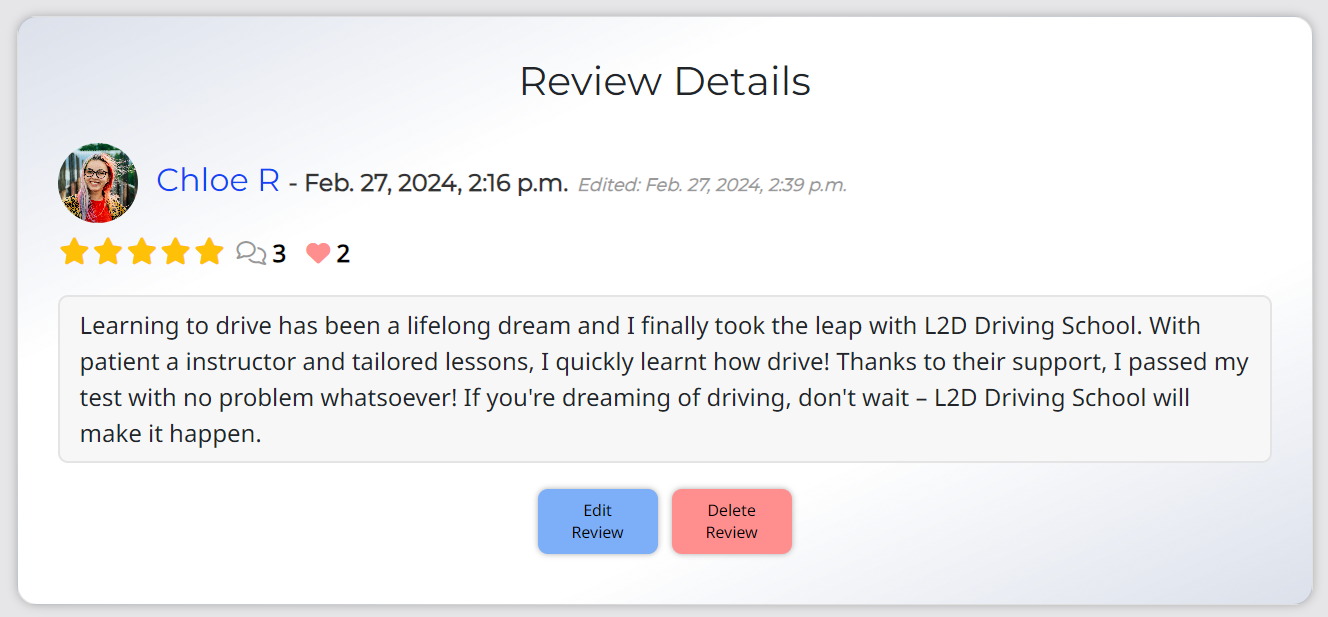 Review Details
Chloe R - Feb. 27, 2024, 2:16 p.m. Edited: Feb. 27, 2024, 2:39 p.m.
3 2
Learning to drive has been a lifelong dream and I finally took the leap with L2D Driving School. With
patient a instructor and tailored lessons, I quickly learnt how drive! Thanks to their support, I passed my
test with no problem whatsoever! If you're dreaming of driving, don't wait – L2D Driving School will
make it happen.
Edit Delete
Review Review